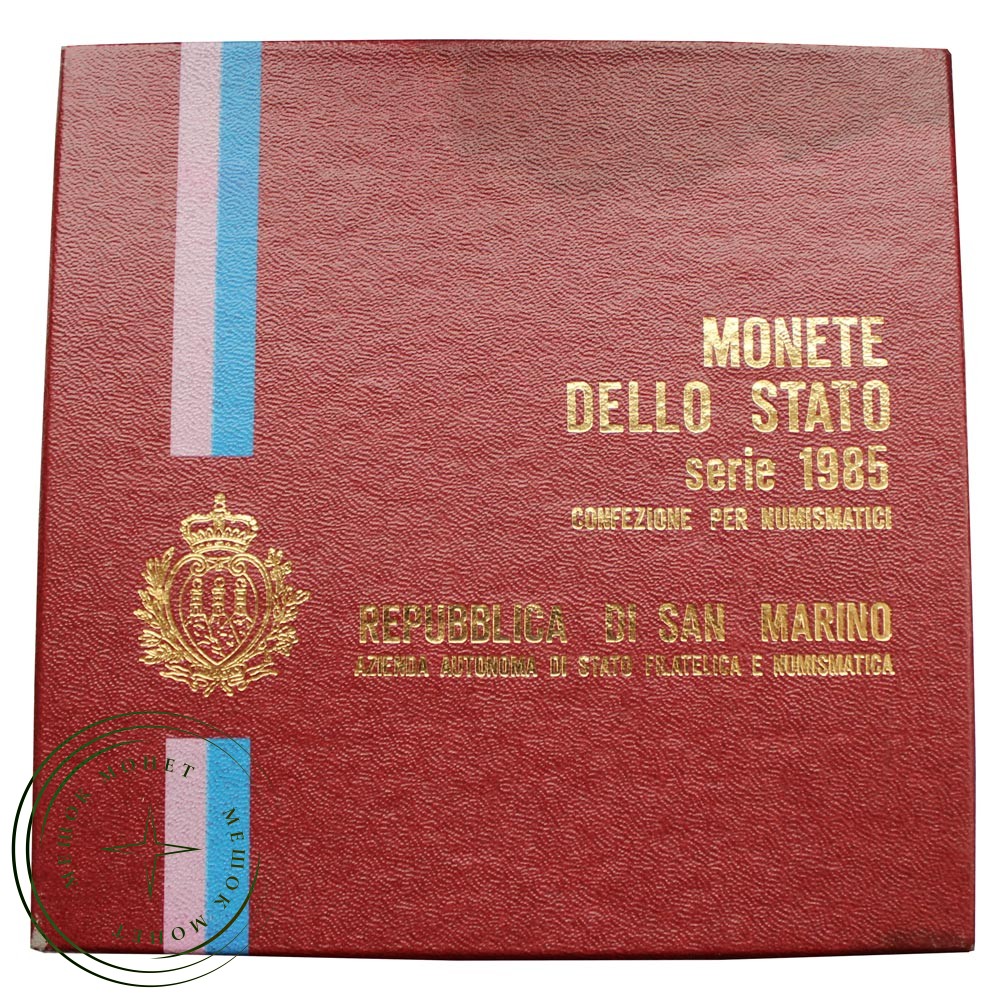 MONETE
DELLO STATO
serie 1985
CONFEZIONE PER NUMISMATICI
REPUBBLICA DI SAN MARINO
AZIENDA AUTONOMA DI STATO FILATELICA E NUMISMATICA
МЕШОК МОНЕТ
МЕШОК МОНЕТ